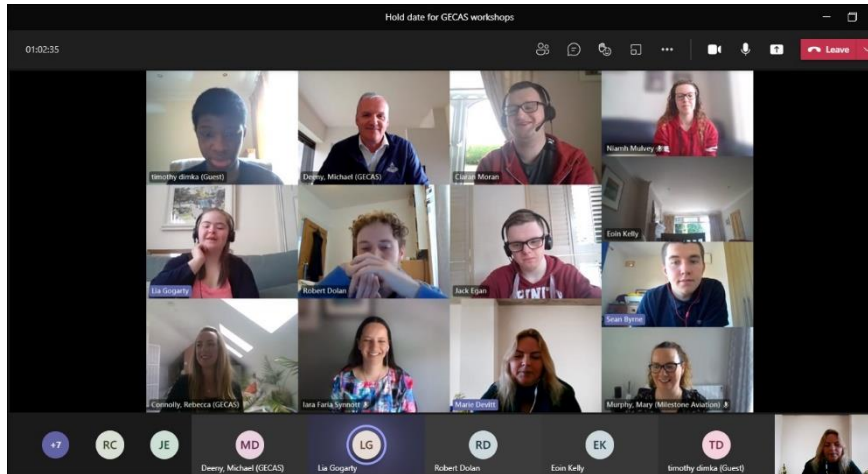 Hold date for GECAS workshops
01:02:35
Leave
timothy dimka (Guest)
Deeny, Michael (GECAS)
Ciaran Moran
Niamh Mulvey
Eoin Kelly
Lia Gogarty
Robert Dolan
Jack Egan
Sean Byrne
Connolly, Rebecca (GECAS)
Iara Faria Synnott
Marie Devitt
Murphy, Mary (Milestone Aviation)
+7
RC
JE
MD
LG
RD
EK
TD
Deeny, Michael (GECAS)
Lia Gogarty
Robert Dolan
Eoin Kelly
timothy dimka (Guest)